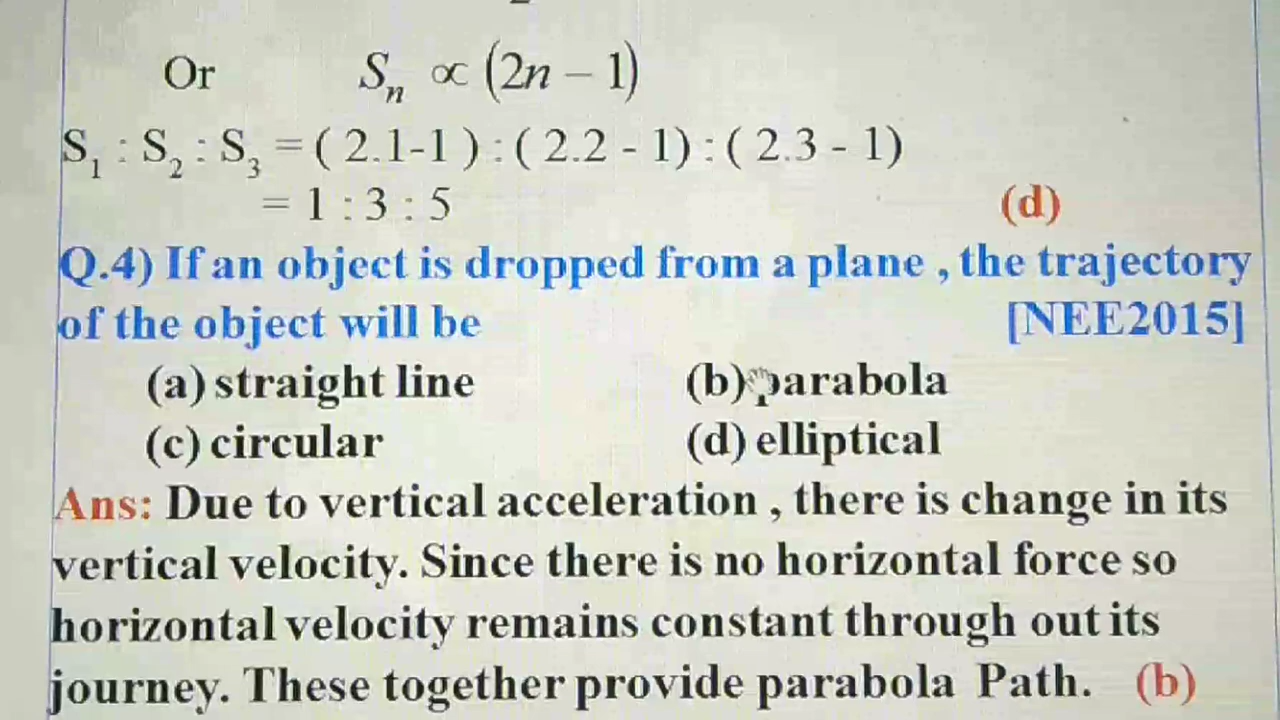 Or S_n ∝ (2n – 1)
S₁ : S₂ : S₃ = ( 2.1-1 ) : ( 2.2 - 1) : ( 2.3 - 1)
= 1 : 3 : 5 (d)
Q.4) If an object is dropped from a plane , the trajectory
of the object will be [NEE2015]
(a) straight line (b) parabola
(c) circular (d) elliptical
Ans: Due to vertical acceleration , there is change in its
vertical velocity. Since there is no horizontal force so
horizontal velocity remains constant through out its
journey. These together provide parabola Path. (b)